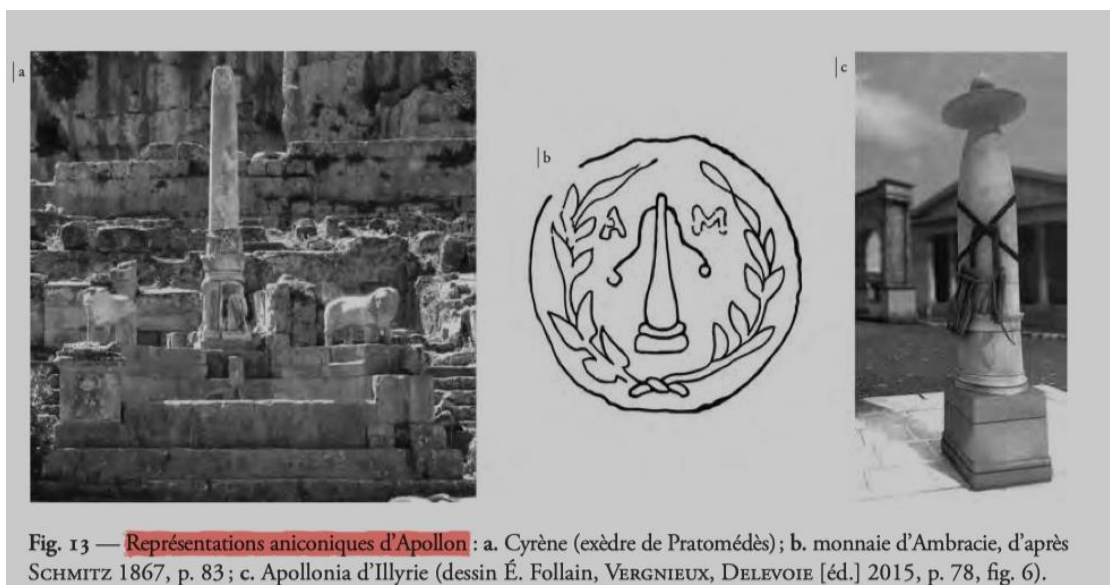 |a
|b
|c
A M
Fig. 13 — Représentations aniconiques d'Apollon : a. Cyrène (exèdre de Pratomédès) ; b. monnaie d'Ambracie, d'après
SCHMITZ 1867, p. 83 ; c. Apollonia d'Illyrie (dessin É. Follain, VERGNIEUX, DELEVOIE [éd.] 2015, p. 78, fig. 6).